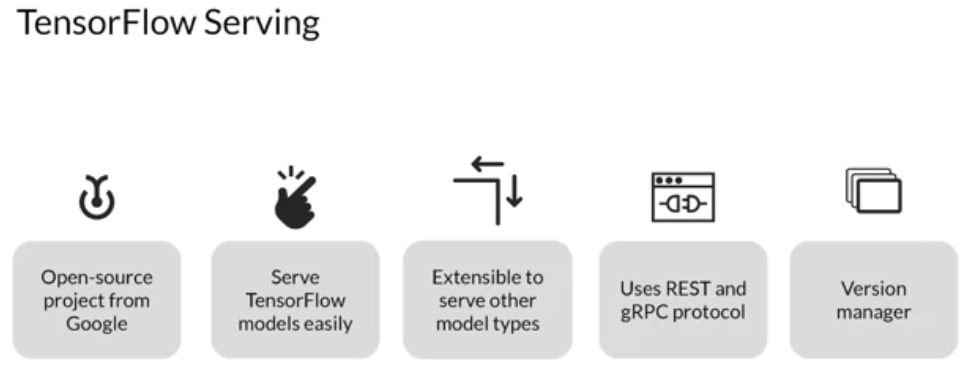 TensorFlow Serving
Open-source
project from
Google
Serve
TensorFlow
models easily
Extensible to
serve other
model types
Uses REST and
gRPC protocol
Version
manager